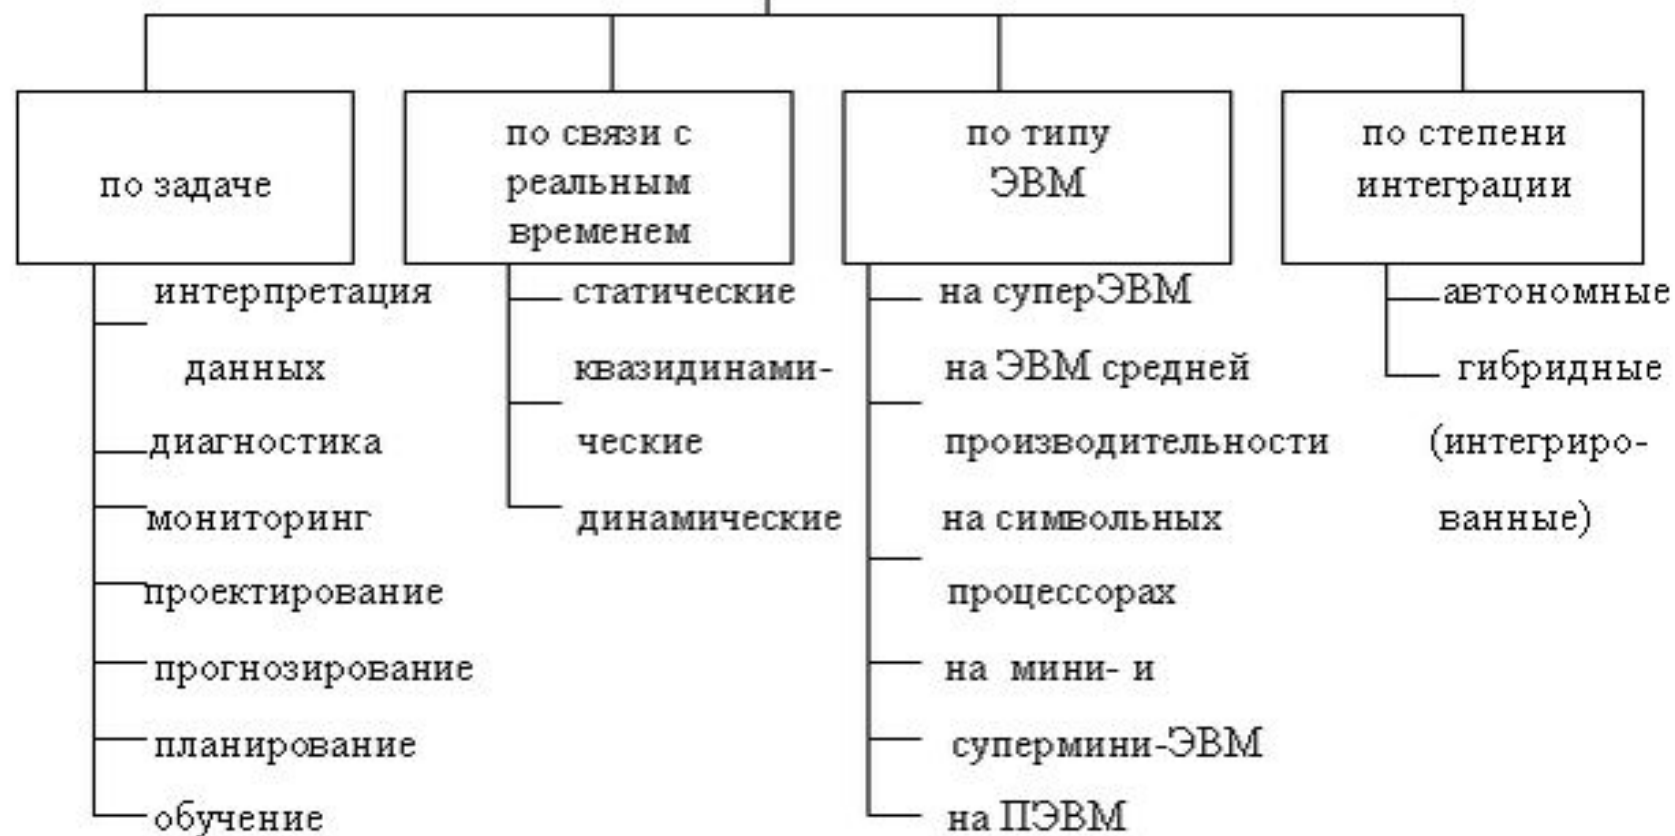 по задаче
интерпретация
данных
диагностика
мониторинг
проектирование
прогнозирование
планирование
обучение
по связи с
реальным
временем
статические
квазидинами-
ческие
динамические
по типу
ЭВМ
на суперЭВМ
на ЭВМ средней
производительности
на символьных
процессорах
на мини- и
супермини-ЭВМ
на ПЭВМ
по степени
интеграции
автономные
гибридные
(интегриро-
ванные)